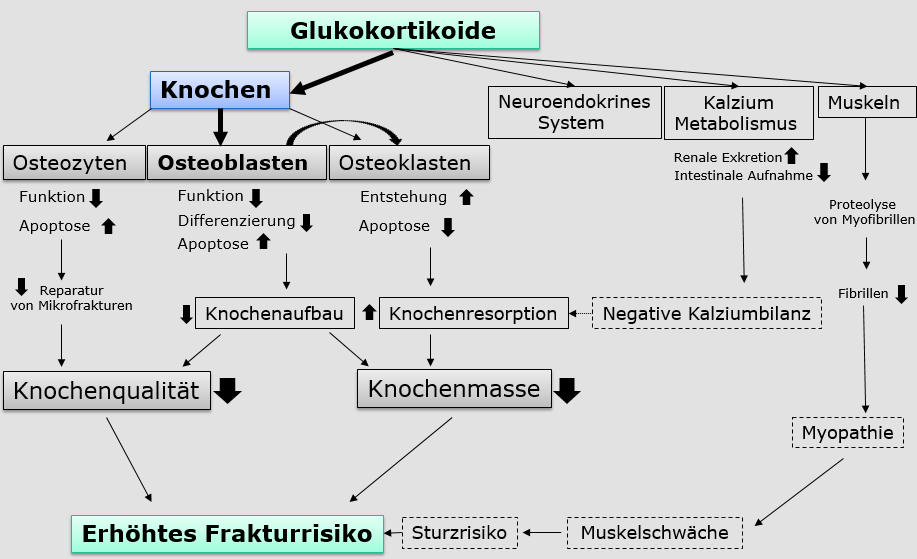 Glukokortikoide
Knochen
Neuroendokrines
System
Kalzium
Metabolismus
Muskeln
Osteozyten
Osteoblasten
Osteoklasten
Funktion
Apoptose
Funktion
Differenzierung
Apoptose
Entstehung
Apoptose
Renale Exkretion
Intestinale Aufnahme
Proteolyse
von Myofibrillen
Reparatur
von Mikrofrakturen
Knochenaufbau
Knochenresorption
Negative Kalziumbilanz
Fibrillen
Knochenqualität
Knochenmasse
Myopathie
Erhöhtes Frakturrisiko
Sturzrisiko
Muskelschwäche